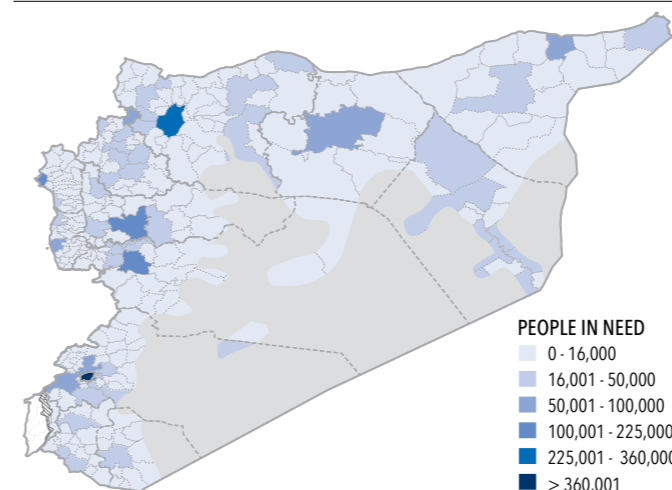 PEOPLE IN NEED
0 - 16,000
16,001 - 50,000
50,001 - 100,000
100,001 - 225,000
225,001 - 360,000
> 360,001